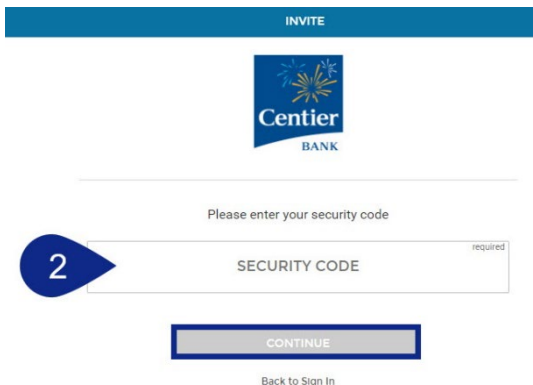 INVITE
Centier
BANK
Please enter your security code
required
2
SECURITY CODE
CONTINUE
Back to Sign In